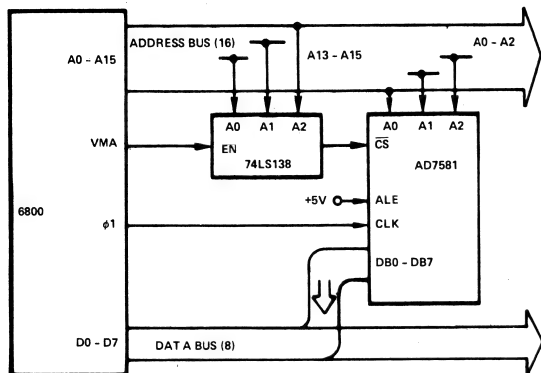 ADDRESS BUS (16)
A0 – A15
A13 – A15
A0 – A2
A0 A1 A2
A0 A1 A2
VMA
EN
74LS138
CS
AD7581
+5V
ALE
6800
φ1
CLK
DB0 – DB7
D0 – D7
DAT A BUS (8)